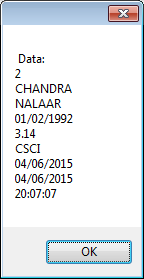 Data:
2
CHANDRA
NALAAR
01/02/1992
3.14
CSCI
04/06/2015
04/06/2015
20:07:07
OK